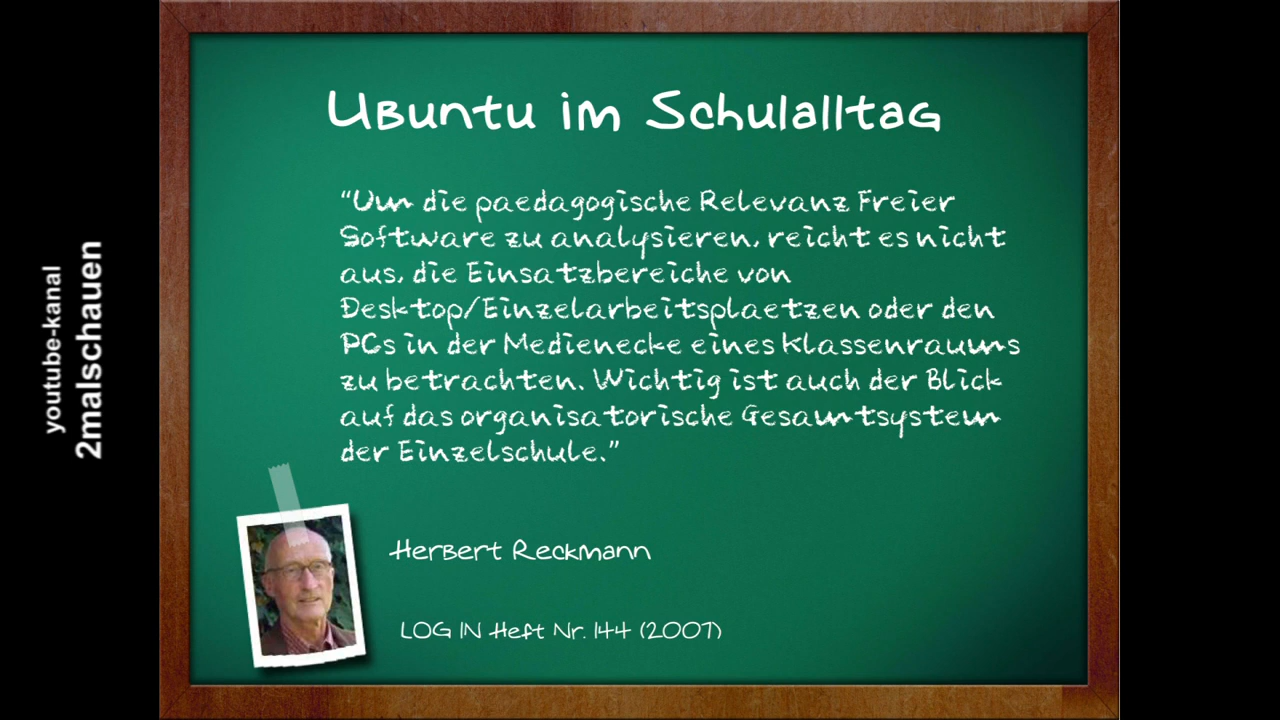 Ubuntu im Schulalltag
"Um die paedagogische Relevanz Freier
Software zu analysieren, reicht es nicht
aus, die Einsatzbereiche von
Desktop/Einzelarbeitsplaetzen oder den
PCs in der Medienecke eines Klassenraums
zu betrachten. Wichtig ist auch der Blick
auf das organisatorische Gesamtsystem
der Einzelschule."
Herbert Reckmann
LOG IN Heft Nr. 144 (2007)
youtube-kanal
2malschauen